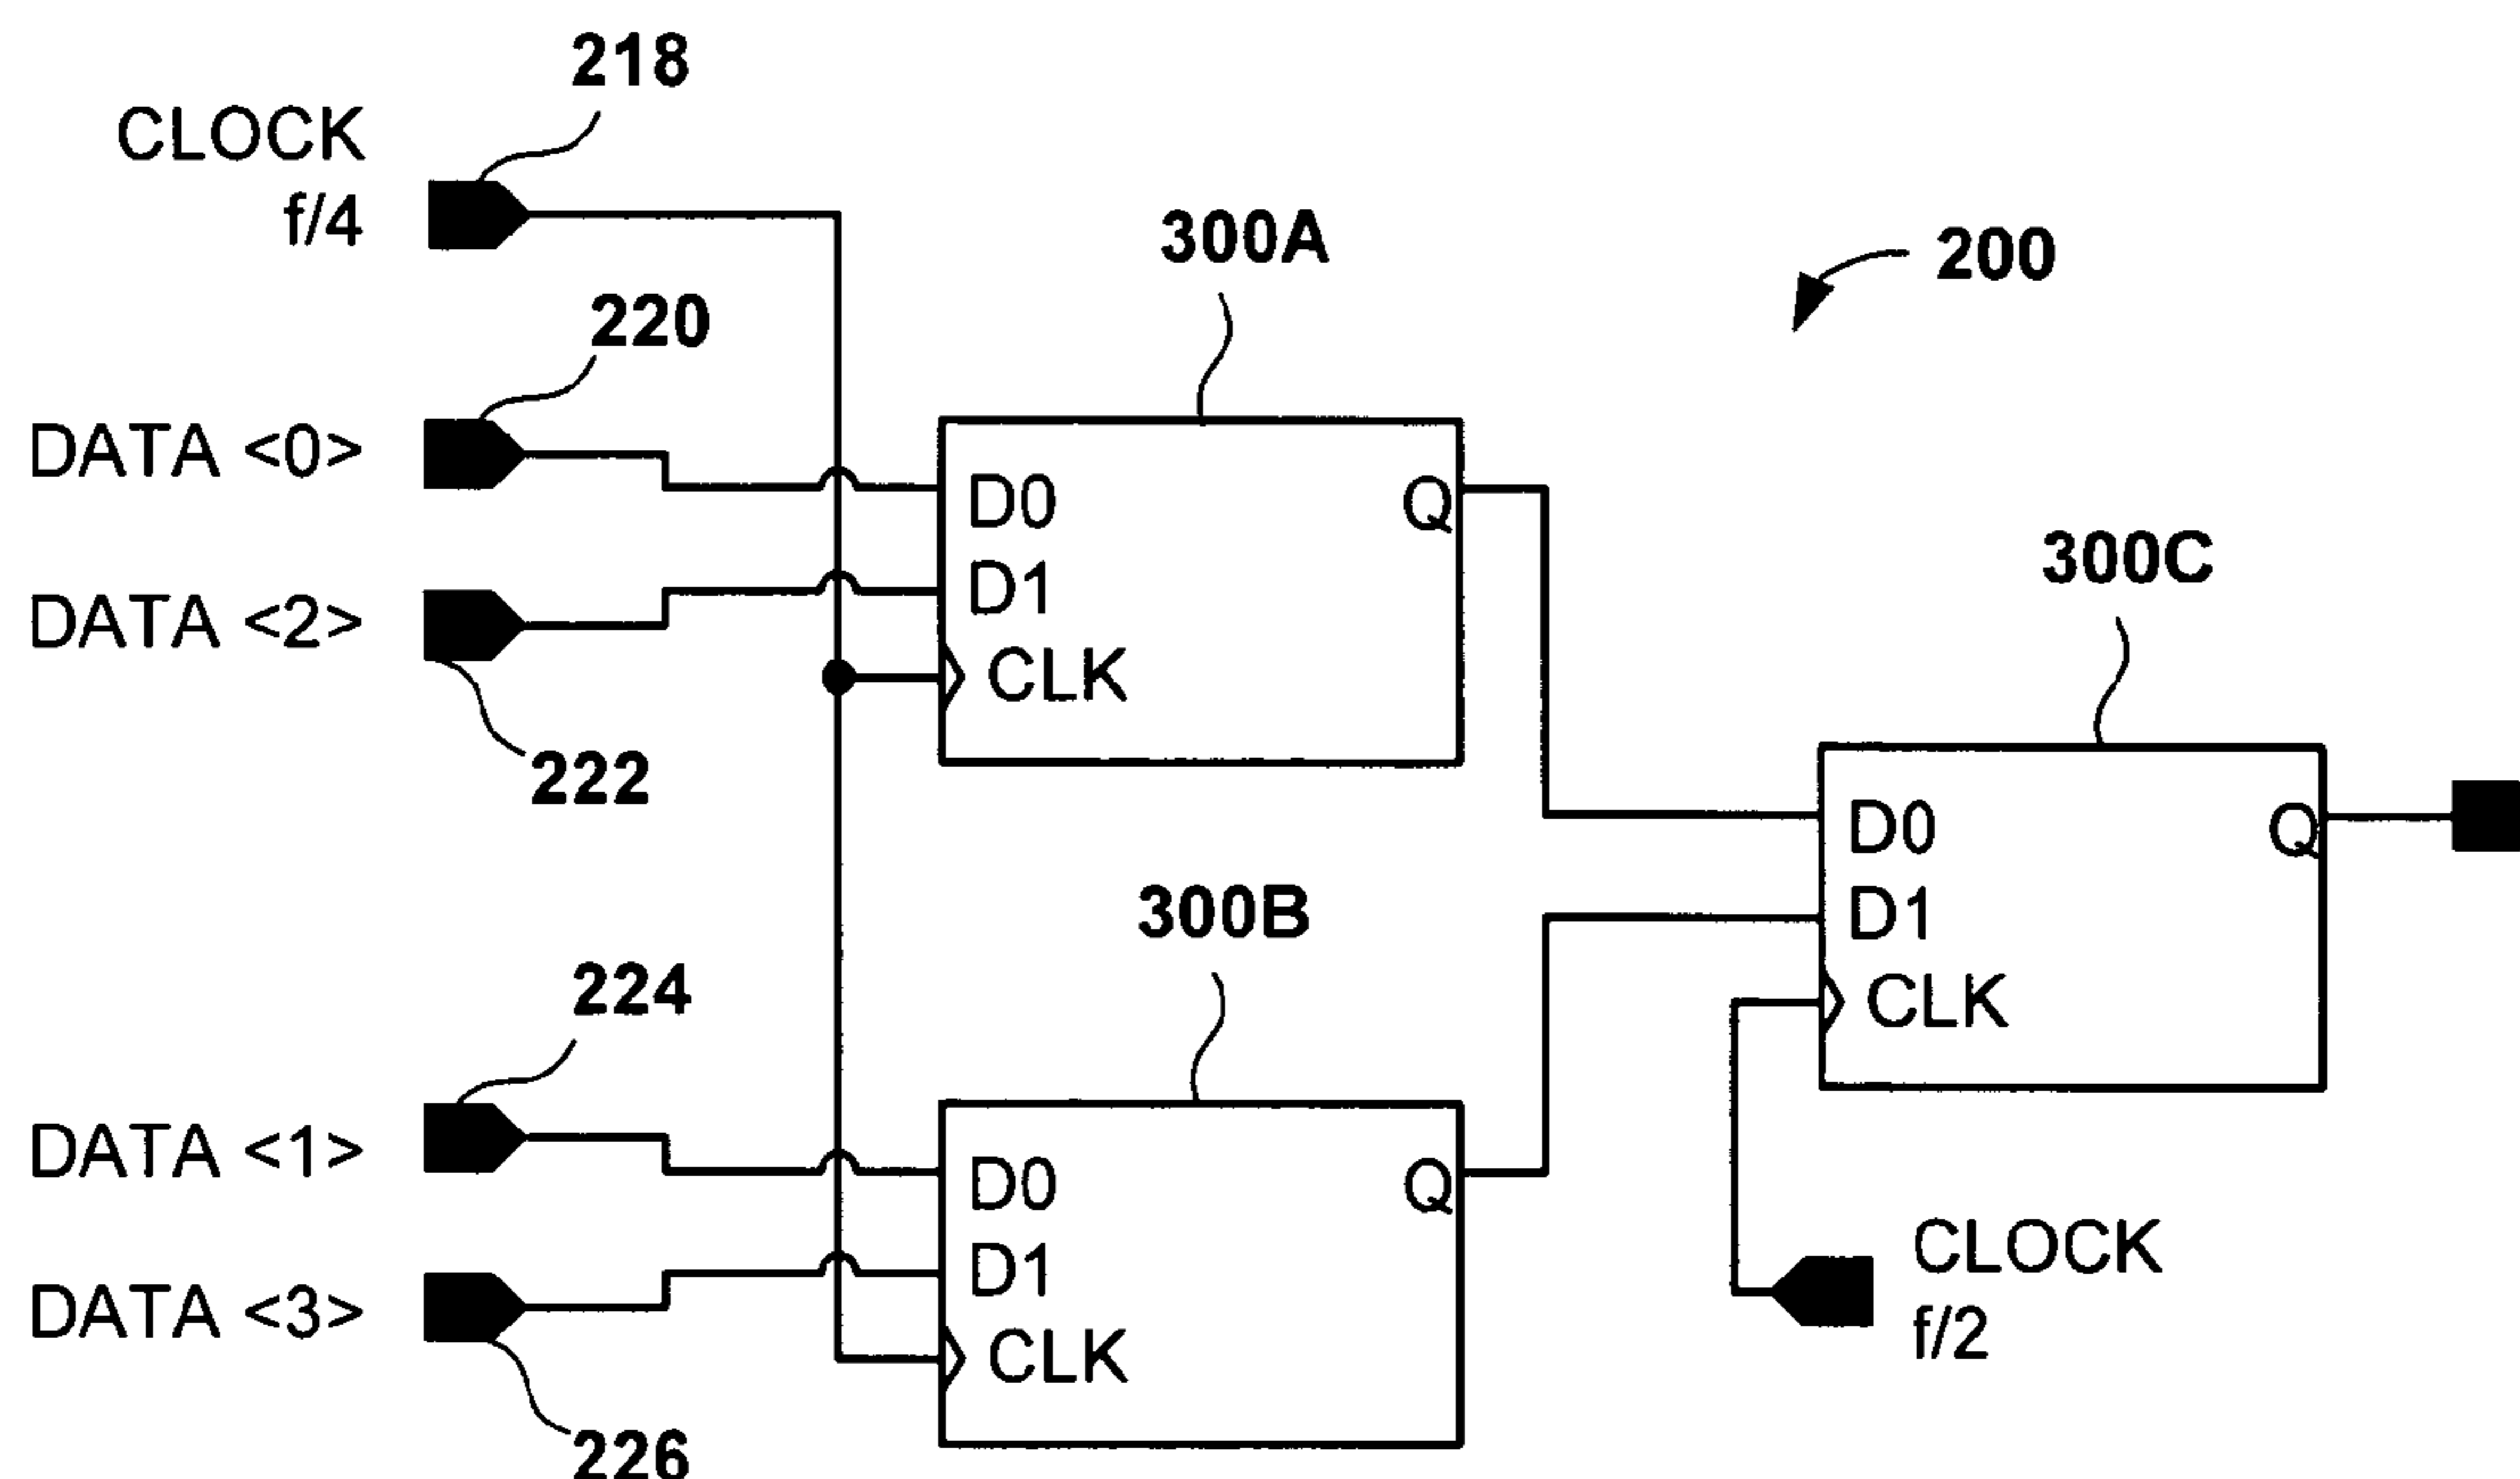 218
CLOCK
f/4
300A
200
220
DATA <0>
D0
Q
D1
300C
DATA <2>
CLK
222
D0
Q
300B
D1
224
CLK
DATA <1>
D0
Q
D1
CLOCK
DATA <3>
f/2
CLK
226